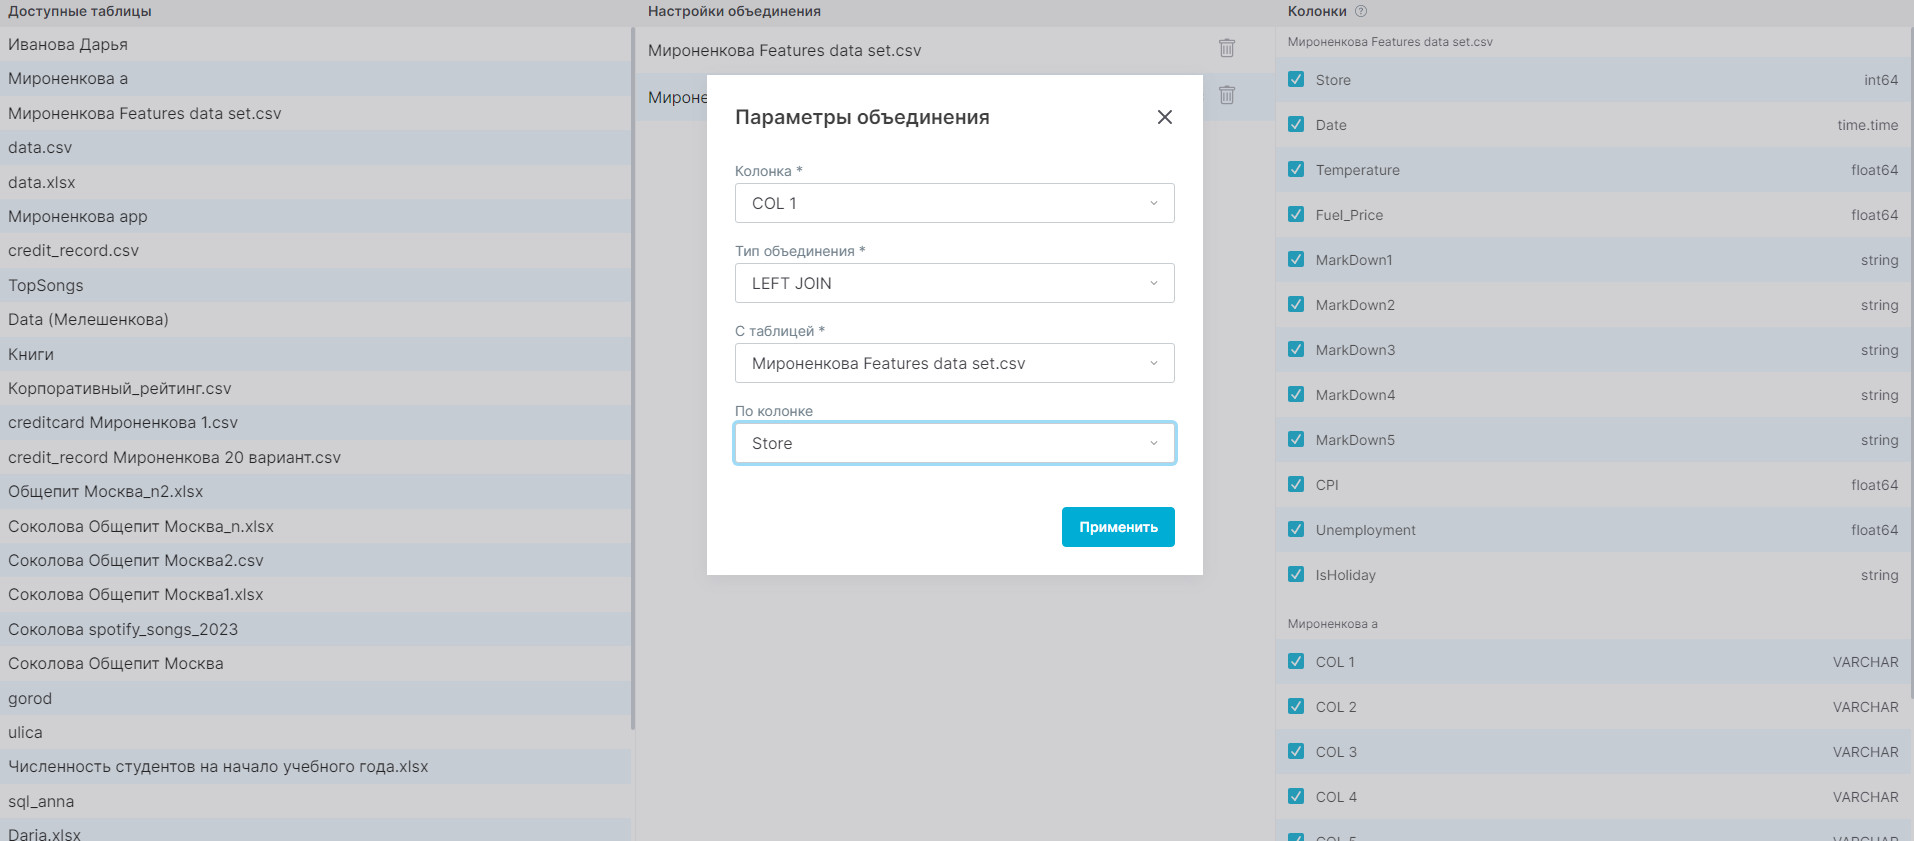 Доступные таблицы
Иванова Дарья
Мироненкова а
Мироненкова Features data set.csv
data.csv
data.xlsx
Мироненкова app
credit_record.csv
TopSongs
Data (Мелешенкова)
Книги
Корпоративный_рейтинг.csv
creditcard Мироненкова 1.csv
credit_record Мироненкова 20 вариант.csv
Общепит Москва_n2.xlsx
Соколова Общепит Москва_n.xlsx
Соколова Общепит Москва2.csv
Соколова Общепит Москва1.xlsx
Соколова spotify_songs_2023
Соколова Общепит Москва
gorod
ulica
Численность студентов на начало учебного года.xlsx
sql_anna
Daria.xlsx
Настройки объединения
Мироненкова Features data set.csv
Мироне
Параметры объединения
Колонка *
COL 1
Тип объединения *
LEFT JOIN
С таблицей *
Мироненкова Features data set.csv
По колонке
Store
Применить
Колонки ?
Мироненкова Features data set.csv
Store int64
Date time.time
Temperature float64
Fuel_Price float64
MarkDown1 string
MarkDown2 string
MarkDown3 string
MarkDown4 string
MarkDown5 string
CPI float64
Unemployment float64
IsHoliday string
Мироненкова а
COL 1 VARCHAR
COL 2 VARCHAR
COL 3 VARCHAR
COL 4 VARCHAR
COL 5 VARCHAR